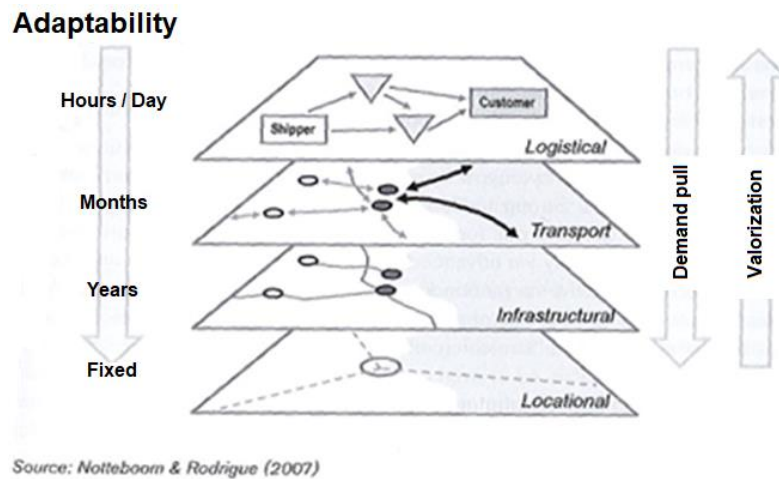 Adaptability
Hours / Day
Shipper
Customer
Logistical
Months
Transport
Years
Infrastructural
Fixed
Locational
Demand pull
Valorization
Source: Notteboom & Rodrigue (2007)